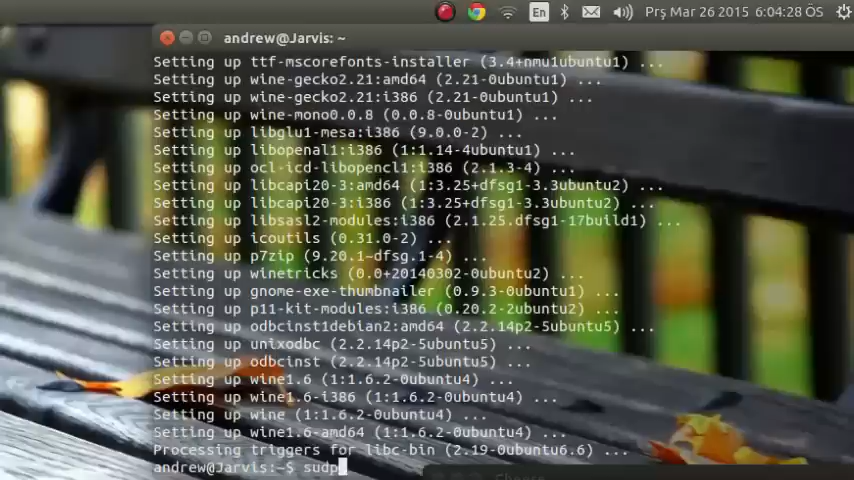 En
Prş Mar 26 2015 6:04:28 ÖS
andrew@Jarvis: ~
Setting up ttf-mscorefonts-installer (3.4+nmu1ubuntu1) ...
Setting up wine-gecko2.21:amd64 (2.21-0ubuntu1) ...
Setting up wine-gecko2.21:i386 (2.21-0ubuntu1) ...
Setting up wine-mono0.0.8 (0.0.8-0ubuntu1) ...
Setting up libglu1-mesa:i386 (9.0.0-2) ...
Setting up libopenal1:i386 (1:1.14-4ubuntu1) ...
Setting up ocl-icd-libopencl1:i386 (2.1.3-4) ...
Setting up libcapi20-3:amd64 (1:3.25+dfsg1-3.3ubuntu2) ...
Setting up libcapi20-3:i386 (1:3.25+dfsg1-3.3ubuntu2) ...
Setting up libsasl2-modules:i386 (2.1.25.dfsg1-17build1) ...
Setting up icoutils (0.31.0-2) ...
Setting up p7zip (9.20.1~dfsg.1-4) ...
Setting up winetricks (0.0+20140302-0ubuntu2) ...
Setting up gnome-exe-thumbnailer (0.9.3-0ubuntu1) ...
Setting up p11-kit-modules:i386 (0.20.2-2ubuntu2) ...
Setting up odbcinst1debian2:amd64 (2.2.14p2-5ubuntu5) ...
Setting up unixodbc (2.2.14p2-5ubuntu5) ...
Setting up odbcinst (2.2.14p2-5ubuntu5) ...
Setting up wine1.6 (1:1.6.2-0ubuntu4) ...
Setting up wine1.6-i386 (1:1.6.2-0ubuntu4) ...
Setting up wine (1:1.6.2-0ubuntu4) ...
Setting up wine1.6-amd64 (1:1.6.2-0ubuntu4) ...
Processing triggers for libc-bin (2.19-0ubuntu6.6) ...
andrew@Jarvis:~$ sudp